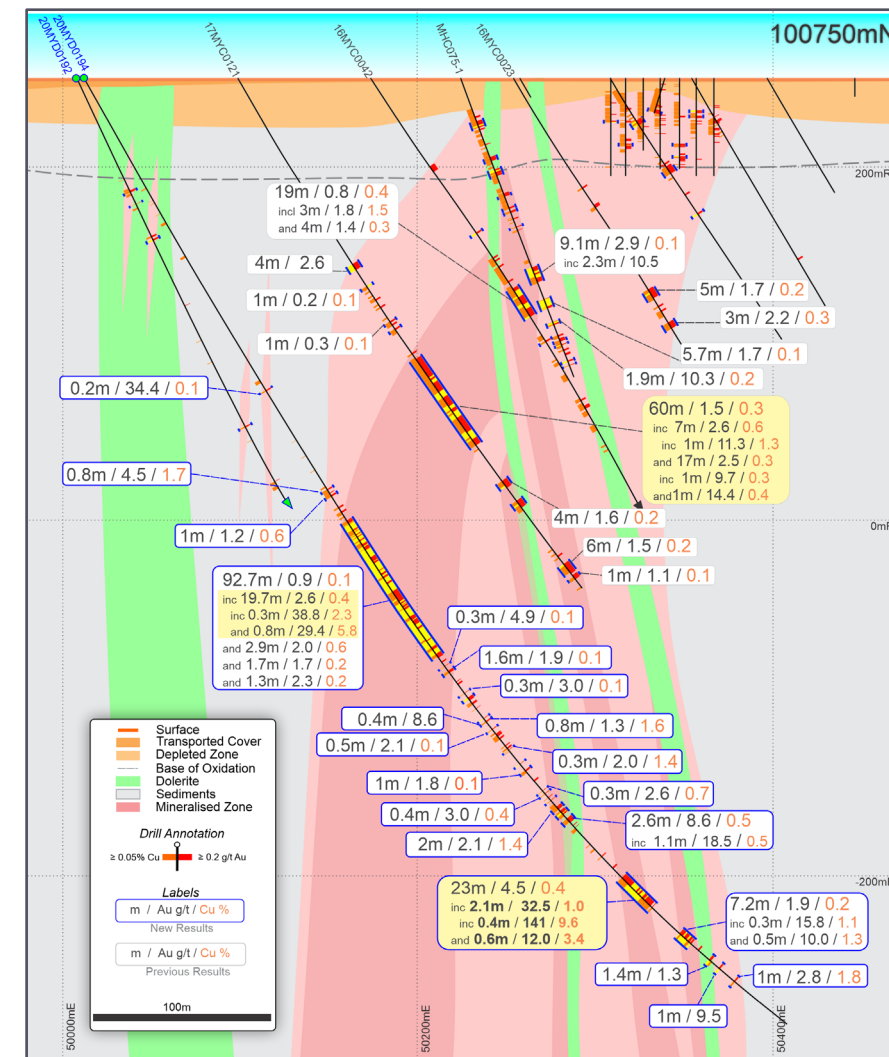 100750mN
20MYD0192
20MYD0194
17MYC0121
16MYC0042
MHC075-1
16MYC0023
19m / 0.8 / 0.4
incl 3m / 1.8 / 1.5
and 4m / 1.4 / 0.3
4m / 2.6
1m / 0.2 / 0.1
1m / 0.3 / 0.1
9.1m / 2.9 / 0.1
inc 2.3m / 10.5
5m / 1.7 / 0.2
3m / 2.2 / 0.3
5.7m / 1.7 / 0.1
1.9m / 10.3 / 0.2
0.2m / 34.4 / 0.1
60m / 1.5 / 0.3
inc 7m / 2.6 / 0.6
inc 1m / 11.3 / 1.3
and 17m / 2.5 / 0.3
inc 1m / 9.7 / 0.3
and1m / 14.4 / 0.4
0.8m / 4.5 / 1.7
1m / 1.2 / 0.6
4m / 1.6 / 0.2
6m / 1.5 / 0.2
1m / 1.1 / 0.1
92.7m / 0.9 / 0.1
inc 19.7m / 2.6 / 0.4
inc 0.3m / 38.8 / 2.3
and 0.8m / 29.4 / 5.8
and 2.9m / 2.0 / 0.6
and 1.7m / 1.7 / 0.2
and 1.3m / 2.3 / 0.2
0.3m / 4.9 / 0.1
1.6m / 1.9 / 0.1
0.3m / 3.0 / 0.1
0.4m / 8.6
0.8m / 1.3 / 1.6
0.5m / 2.1 / 0.1
0.3m / 2.0 / 1.4
1m / 1.8 / 0.1
0.3m / 2.6 / 0.7
0.4m / 3.0 / 0.4
2.6m / 8.6 / 0.5
inc 1.1m / 18.5 / 0.5
2m / 2.1 / 1.4
23m / 4.5 / 0.4
inc 2.1m / 32.5 / 1.0
inc 0.4m / 141 / 9.6
and 0.6m / 12.0 / 3.4
7.2m / 1.9 / 0.2
inc 0.3m / 15.8 / 1.1
and 0.5m / 10.0 / 1.3
1.4m / 1.3
1m / 2.8 / 1.8
1m / 9.5
Surface
Transported Cover
Depleted Zone
Base of Oxidation
Dolerite
Sediments
Mineralised Zone
Drill Annotation
≥ 0.05% Cu ≥ 0.2 g/t Au
Labels
m / Au g/t / Cu %
New Results
m / Au g/t / Cu %
Previous Results
100m
50000mE
50200mE
50400mE